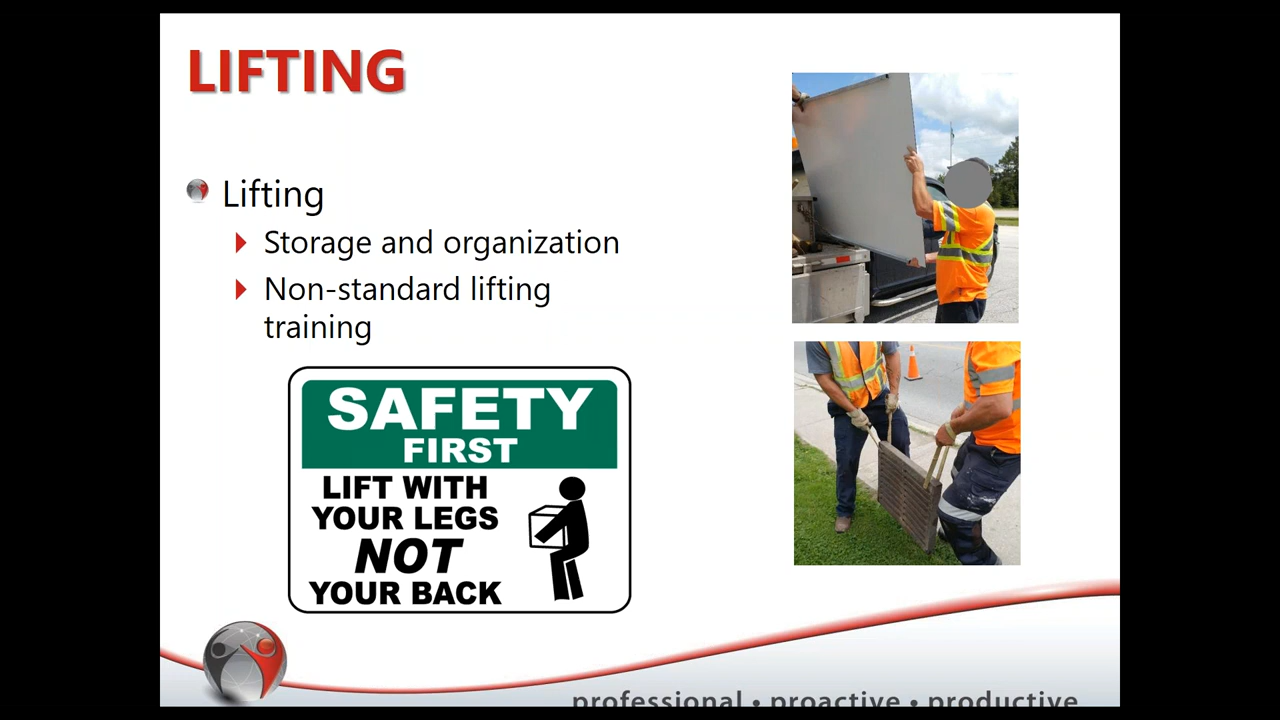 LIFTING
Lifting
Storage and organization
Non-standard lifting
training
SAFETY
FIRST
LIFT WITH
YOUR LEGS
NOT
YOUR BACK
professional • proactive • productive